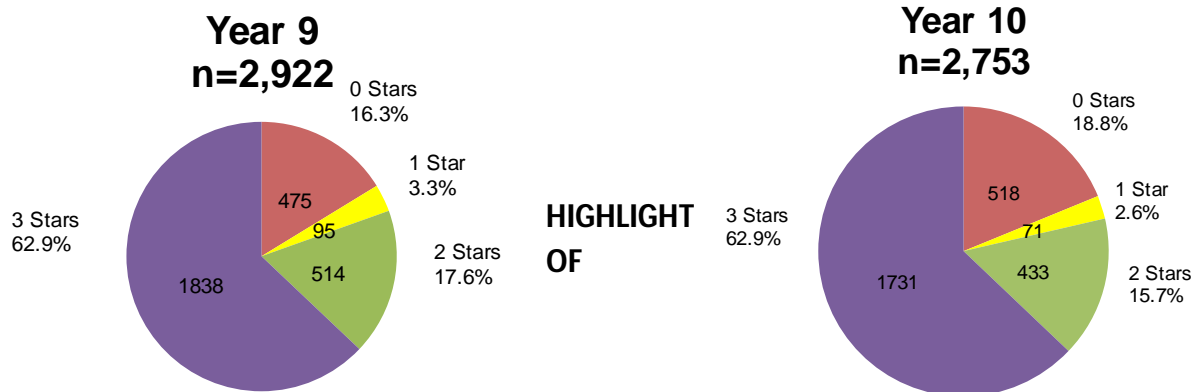 Year 9
n=2,922
0 Stars
16.3%
1 Star
3.3%
2 Stars
17.6%
3 Stars
62.9%
475
95
514
1838
HIGHLIGHT
OF
Year 10
n=2,753
0 Stars
18.8%
1 Star
2.6%
2 Stars
15.7%
3 Stars
62.9%
518
71
433
1731